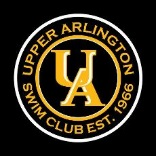 UPPER ARLINGTON
UA
SWIM CLUB EST. 1966